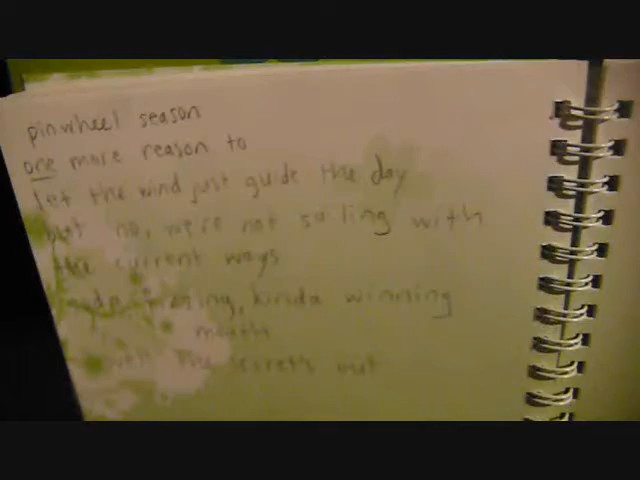 pinwheel season
one more reason to
let the wind just guide the day
but no, we're not sailing with
the current ways
kinda winning
mouth
the secret's out